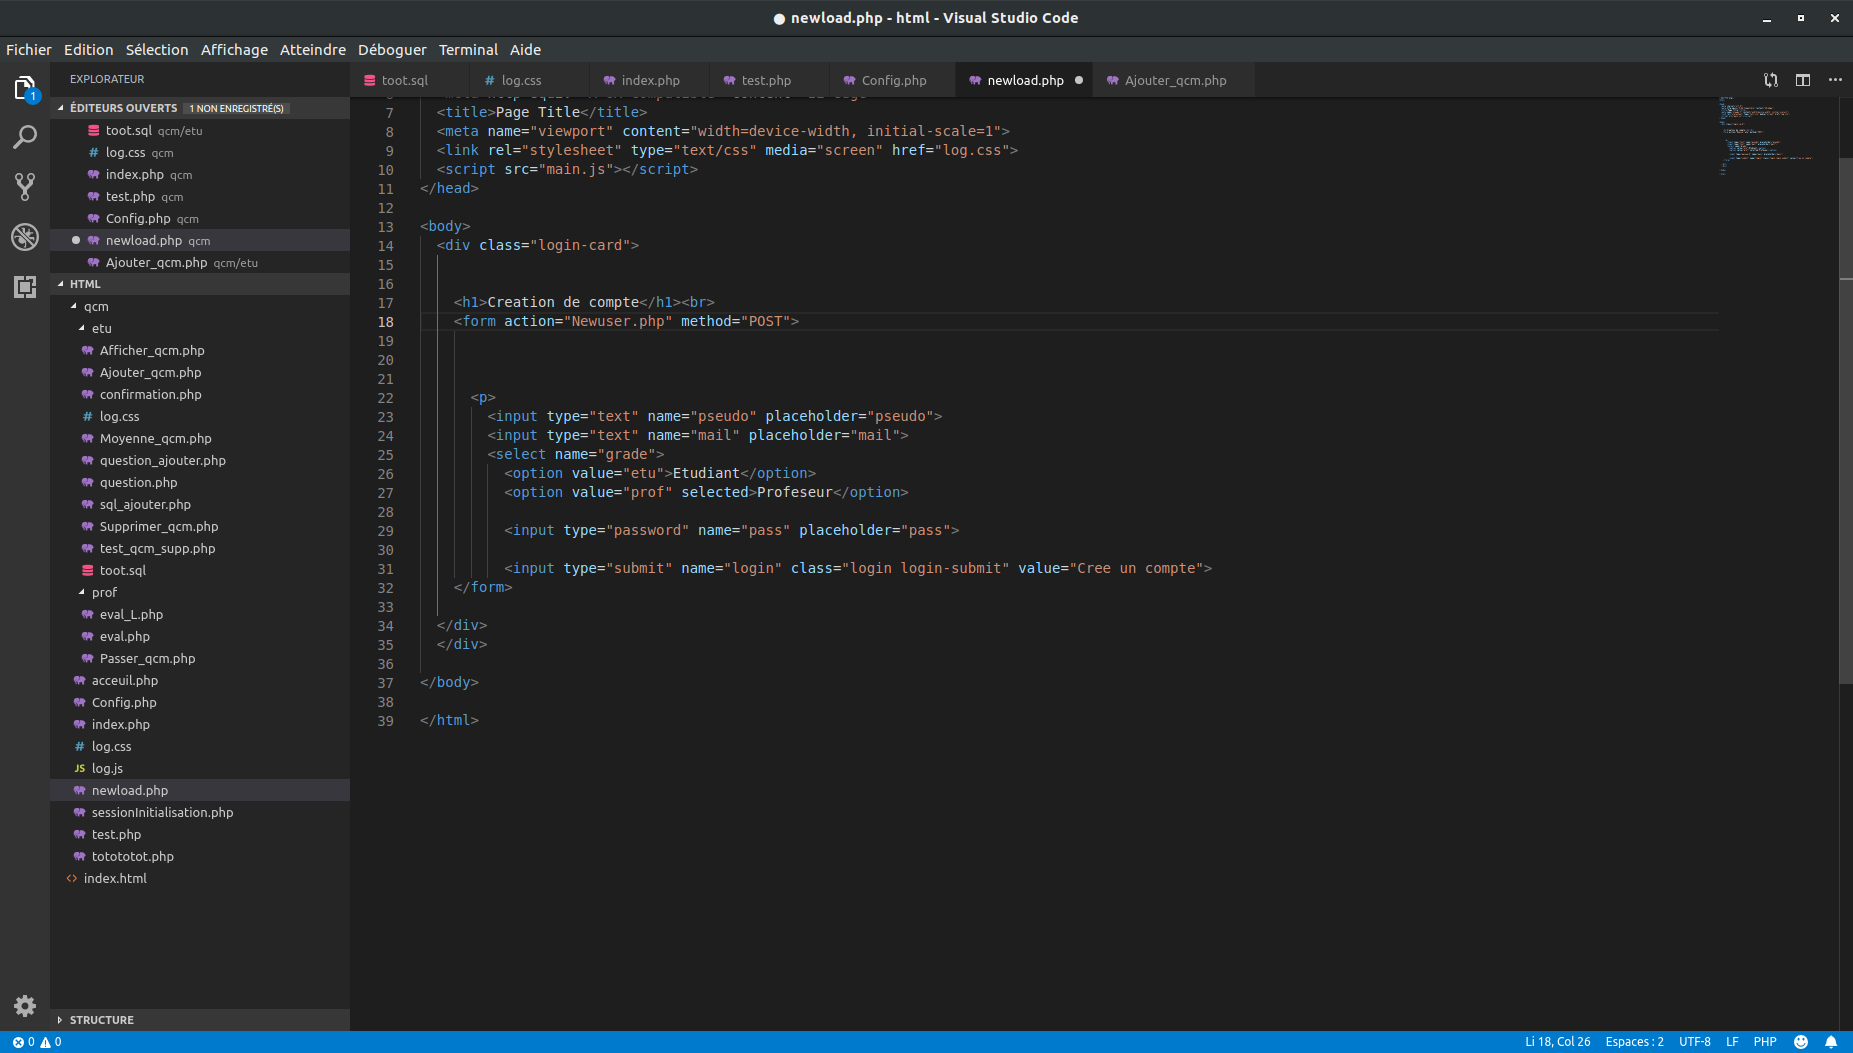 newload.php - html - Visual Studio Code
Fichier Edition Sélection Affichage Atteindre Déboguer Terminal Aide
EXPLORATEUR
1
ÉDITEURS OUVERTS 1 NON ENREGISTRÉ(S)
toot.sql qcm/etu
log.css qcm
index.php qcm
test.php qcm
Config.php qcm
newload.php qcm
Ajouter_qcm.php qcm/etu
HTML
qcm
etu
Afficher_qcm.php
Ajouter_qcm.php
confirmation.php
log.css
Moyenne_qcm.php
question_ajouter.php
question.php
sql_ajouter.php
Supprimer_qcm.php
test_qcm_supp.php
toot.sql
prof
eval_L.php
eval.php
Passer_qcm.php
acceuil.php
Config.php
index.php
log.css
JS log.js
newload.php
sessionInitialisation.php
test.php
totototot.php
index.html
STRUCTURE
toot.sql log.css index.php test.php Config.php newload.php Ajouter_qcm.php
7 <title>Page Title</title>
8 <meta name="viewport" content="width=device-width, initial-scale=1">
9 <link rel="stylesheet" type="text/css" media="screen" href="log.css">
10 <script src="main.js"></script>
11 </head>
12
13 <body>
14 <div class="login-card">
15
16
17 <h1>Creation de compte</h1><br>
18 <form action="Newuser.php" method="POST">
19
20
21
22 <p>
23 <input type="text" name="pseudo" placeholder="pseudo">
24 <input type="text" name="mail" placeholder="mail">
25 <select name="grade">
26 <option value="etu">Etudiant</option>
27 <option value="prof" selected>Profeseur</option>
28
29 <input type="password" name="pass" placeholder="pass">
30
31 <input type="submit" name="login" class="login login-submit" value="Cree un compte">
32 </form>
33
34 </div>
35 </div>
36
37 </body>
38
39 </html>
0 0
Li 18, Col 26 Espaces : 2 UTF-8 LF PHP